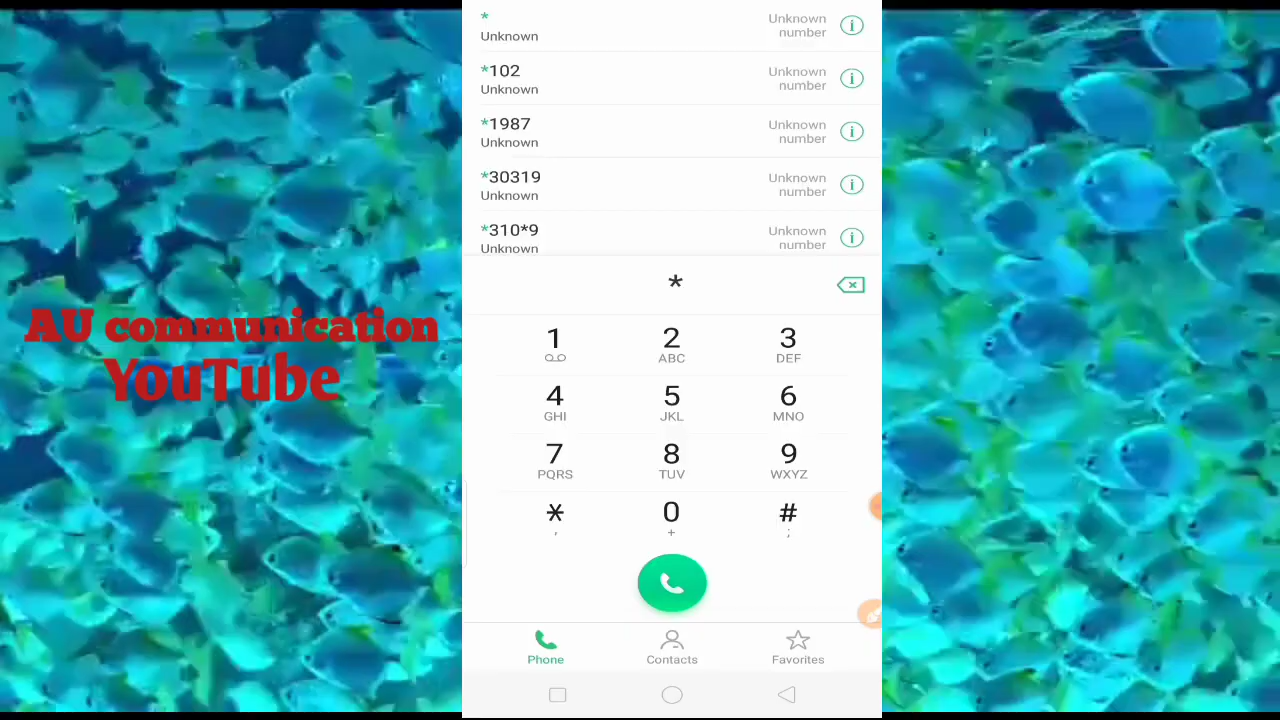 *
Unknown
Unknown
number
*102
Unknown
Unknown
number
*1987
Unknown
Unknown
number
*30319
Unknown
Unknown
number
*310*9
Unknown
Unknown
number
*
AU communication
YouTube
1
2
ABC
3
DEF
4
GHI
5
JKL
6
MNO
7
PQRS
8
TUV
9
WXYZ
*
,
0
+
#
;
Phone
Contacts
Favorites